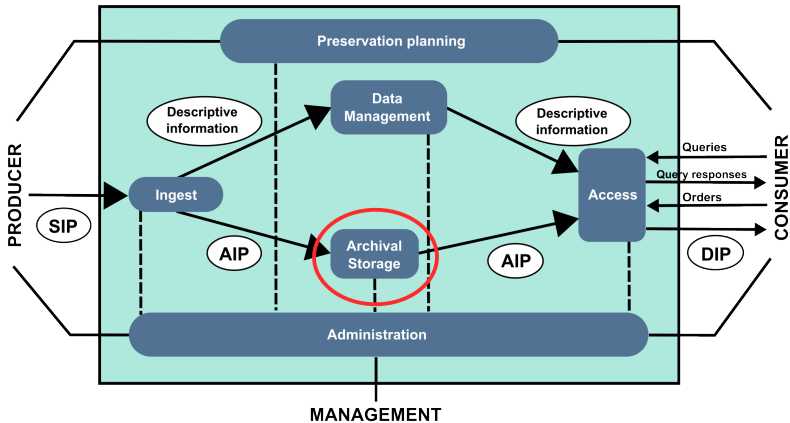 Preservation planning
Descriptive
information
Data
Management
Descriptive
information
PRODUCER
SIP
Ingest
AIP
Archival
Storage
AIP
Access
Queries
Query responses
Orders
DIP
CONSUMER
Administration
MANAGEMENT